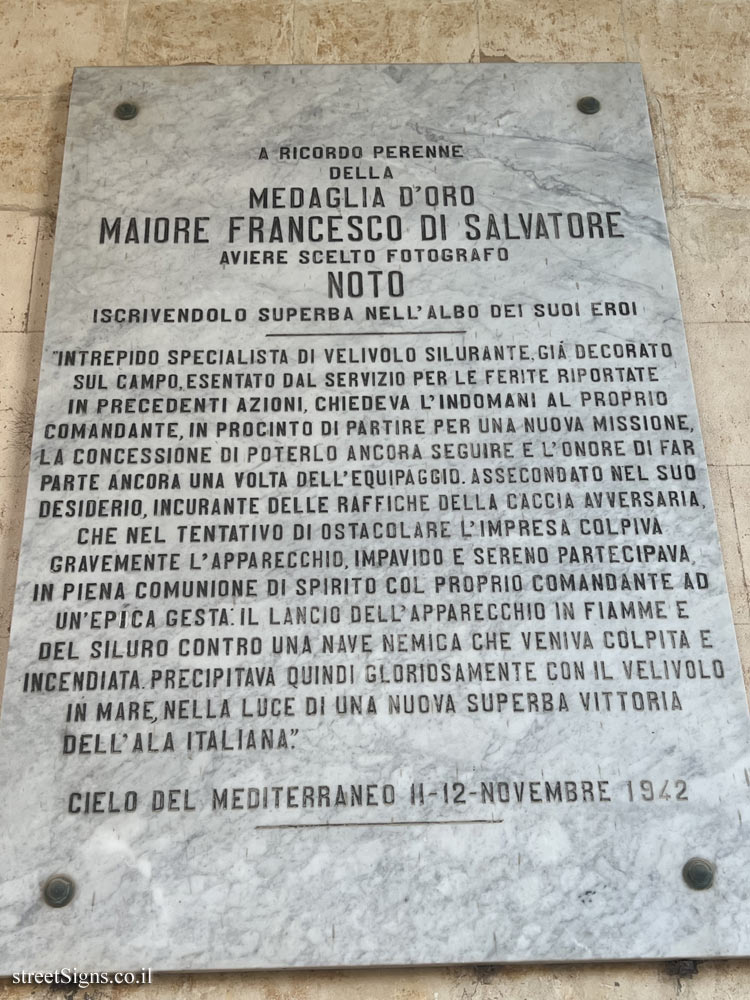 A RICORDO PERENNE
DELLA
MEDAGLIA D'ORO
MAIORE FRANCESCO DI SALVATORE
AVIERE SCELTO FOTOGRAFO
NOTO
ISCRIVENDOLO SUPERBA NELL'ALBO DEI SUOI EROI
"INTREPIDO SPECIALISTA DI VELIVOLO SILURANTE, GIÁ DECORATO
SUL CAMPO, ESENTATO DAL SERVIZIO PER LE FERITE RIPORTATE
IN PRECEDENTI AZIONI, CHIEDEVA L'INDOMANI AL PROPRIO
COMANDANTE, IN PROCINTO DI PARTIRE PER UNA NUOVA MISSIONE,
LA CONCESSIONE DI POTERLO ANCORA SEGUIRE E L'ONORE DI FAR
PARTE ANCORA UNA VOLTA DELL'EQUIPAGGIO. ASSECONDATO NEL SUO
DESIDERIO, INCURANTE DELLE RAFFICHE DELLA CACCIA AVVERSARIA,
CHE NEL TENTATIVO DI OSTACOLARE L'IMPRESA COLPIVA
GRAVEMENTE L'APPARECCHIO, IMPAVIDO E SERENO PARTECIPAVA,
IN PIENA COMUNIONE DI SPIRITO COL PROPRIO COMANDANTE AD
UN'EPÍCA GESTA: IL LANCIO DELL'APPARECCHIO IN FIAMME E
DEL SILURO CONTRO UNA NAVE NEMICA CHE VENIVA COLPITA E
INCENDIATA. PRECIPITAVA QUINDI GLORIOSAMENTE CON IL VELIVOLO
IN MARE, NELLA LUCE DI UNA NUOVA SUPERBA VITTORIA
DELL'ALA ITALIANA."
CIELO DEL MEDITERRANEO 11-12-NOVEMBRE 1942
streetSigns.co.il